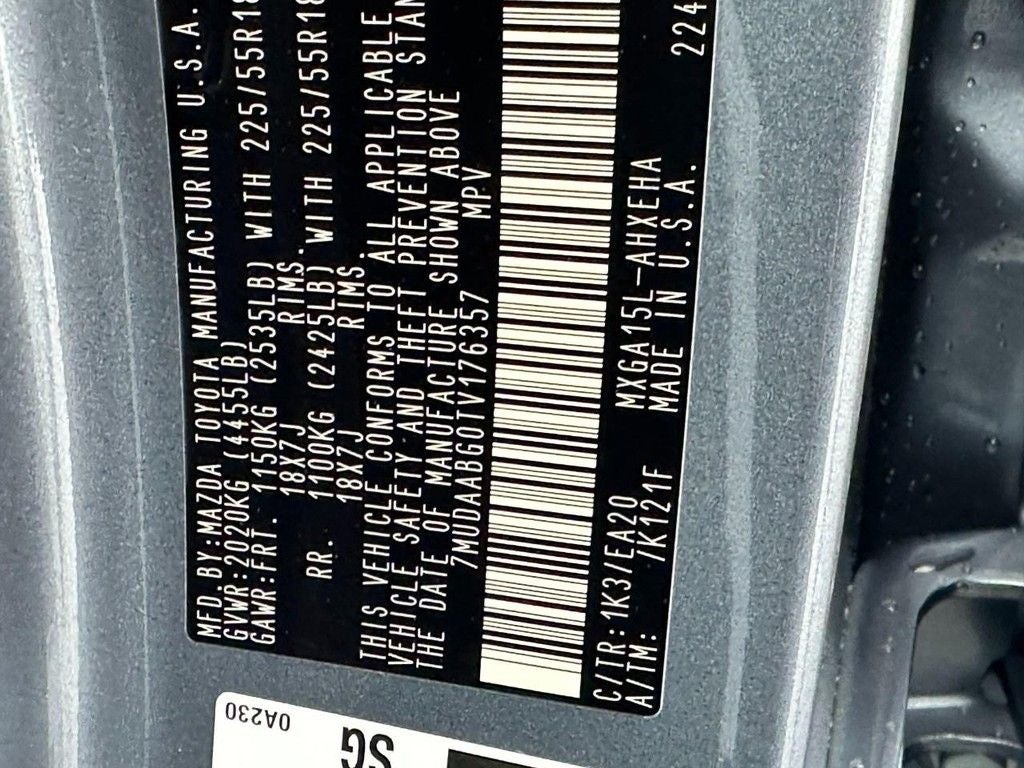 MFD.BY:MAZDA TOYOTA MANUFACTURING U.S.A.
GVWR:2020KG (4455LB)
GAWR:FRT. 1150KG (2535LB) WITH 225/55R18
18X7J RIMS.
RR. 1100KG (2425LB) WITH 225/55R18
18X7J RIMS.
THIS VEHICLE CONFORMS TO ALL APPLICABLE
VEHICLE SAFETY AND THEFT PREVENTION STAN
THE DATE OF MANUFACTURE SHOWN ABOVE
7MUDAABG0TV176357 MPV
C/TR:1K3/EA20 MXGA15L-AHXEHA
A/TM: /K121F MADE IN U.S.A. 224
0A230
SG